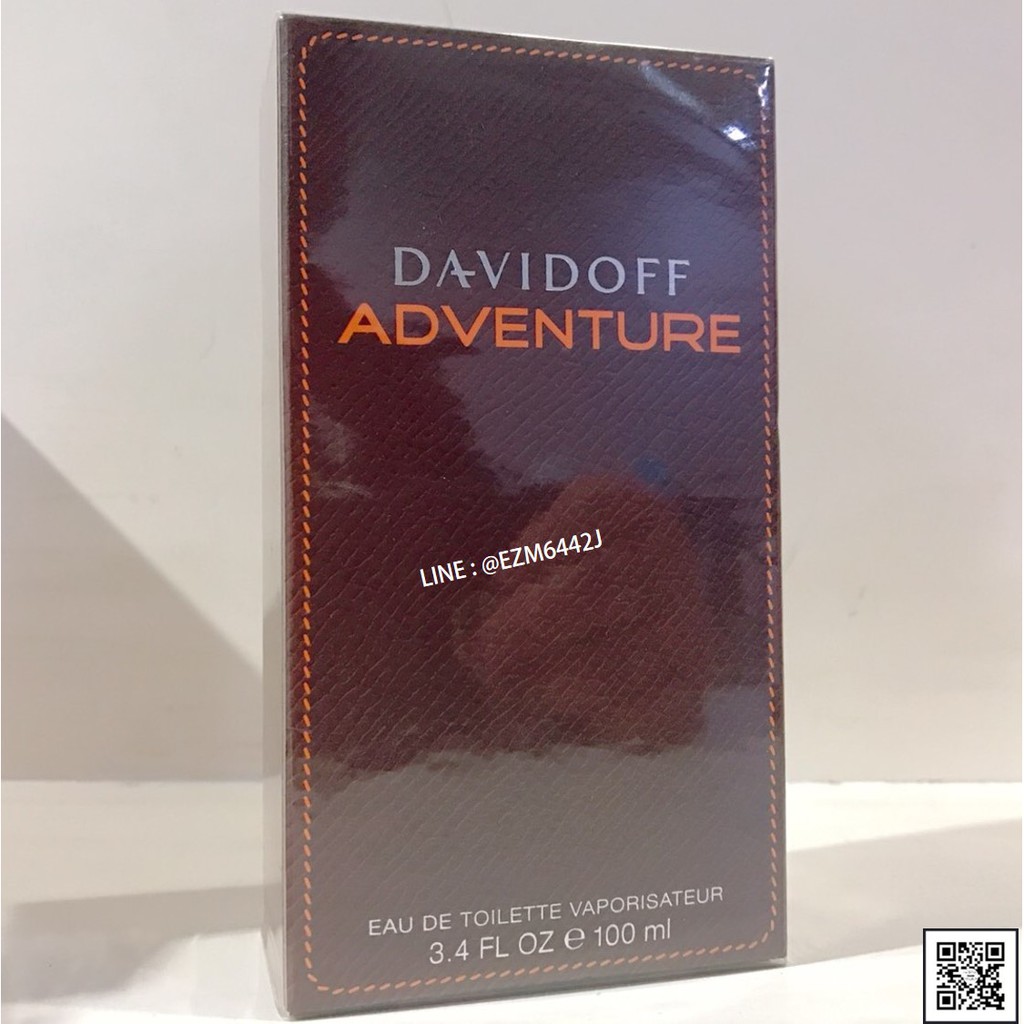 DAVIDOFF
ADVENTURE
LINE : @EZM6442J
EAU DE TOILETTE VAPORISATEUR
3.4 FL OZ ℮ 100 ml